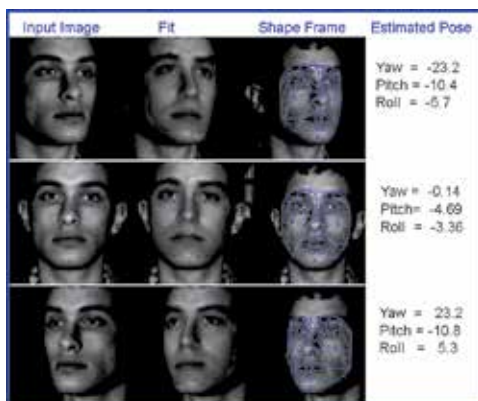 Input Image Fit Shape Frame Estimated Pose
Yaw = -23.2
Pitch = -10.4
Roll = -5.7
Yaw = -0.14
Pitch= -4.69
Roll = -3.36
Yaw = 23.2
Pitch = -10.8
Roll = 5.3